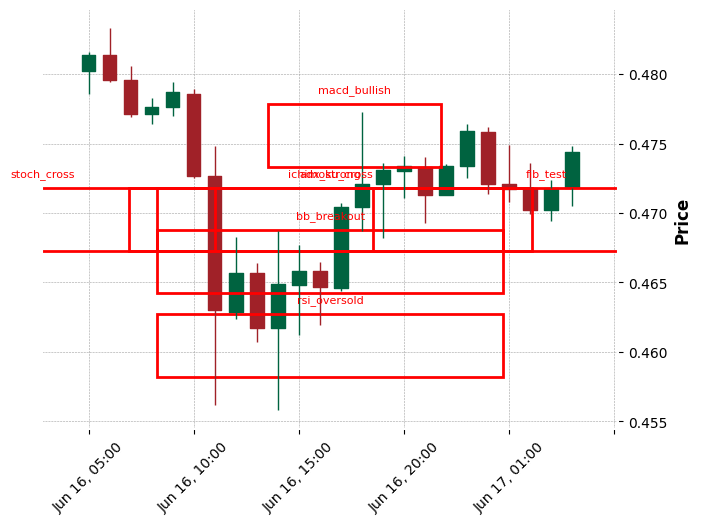 macd_bullish
stoch_cross
fib_test
bb_breakout
rsi_oversold
0.480
0.475
0.470
0.465
0.460
0.455
Price
Jun 16, 05:00
Jun 16, 10:00
Jun 16, 15:00
Jun 16, 20:00
Jun 17, 01:00